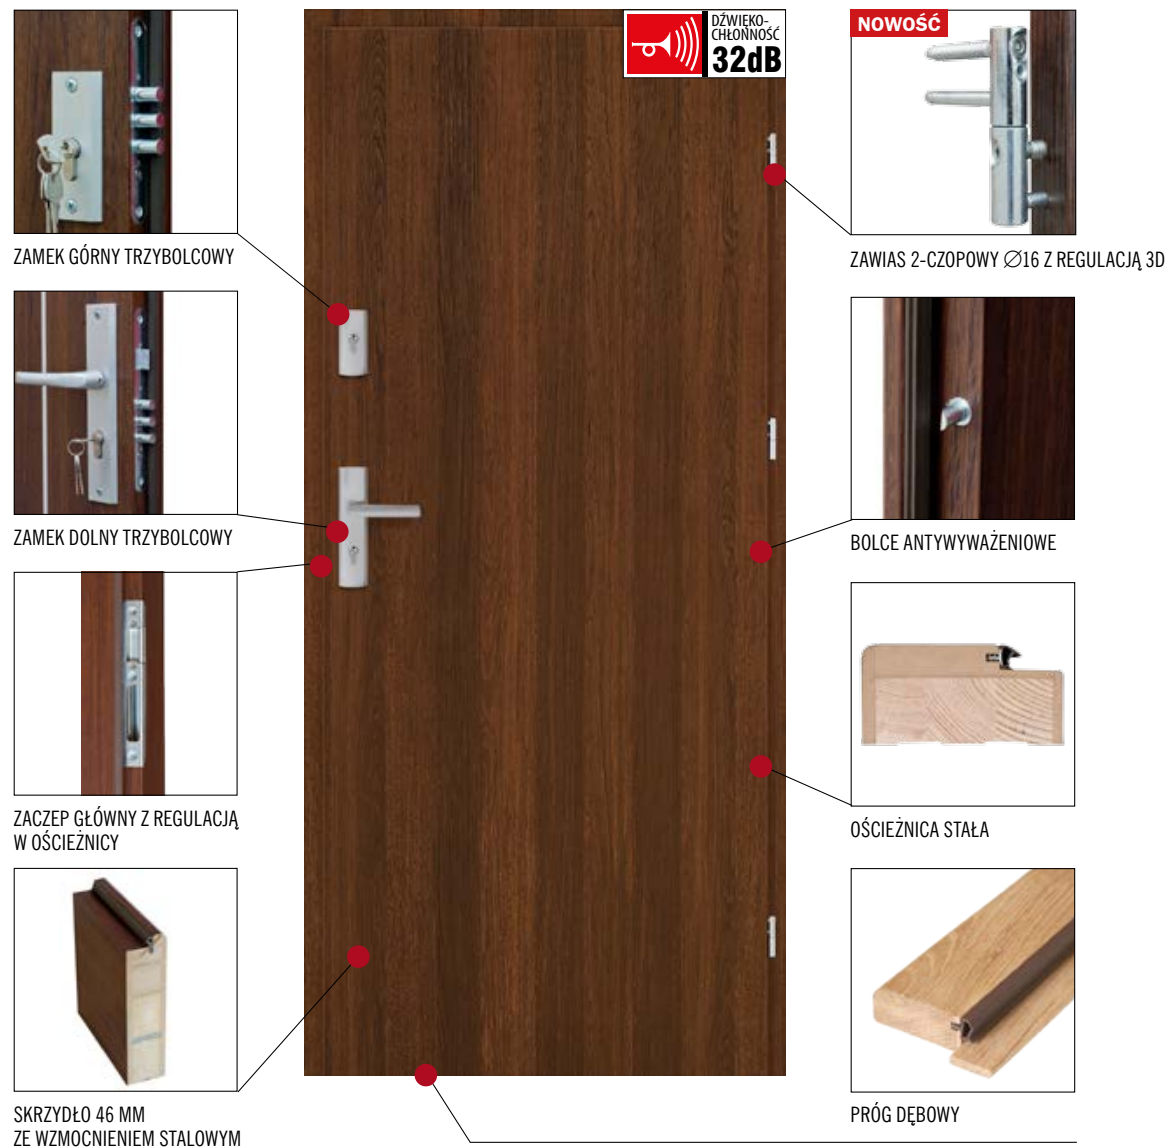 DŹWIĘKO-
CHŁONNOŚĆ
32dB
NOWOŚĆ
ZAMEK GÓRNY TRZYBOLCOWY
ZAWIAS 2-CZOPOWY ∅16 Z REGULACJĄ 3D
ZAMEK DOLNY TRZYBOLCOWY
BOLCE ANTYWYWAŻENIOWE
ZACZEP GŁÓWNY Z REGULACJĄ
W OŚCIEŻNICY
OŚCIEŻNICA STAŁA
SKRZYDŁO 46 MM
ZE WZMOCNIENIEM STALOWYM
PRÓG DĘBOWY